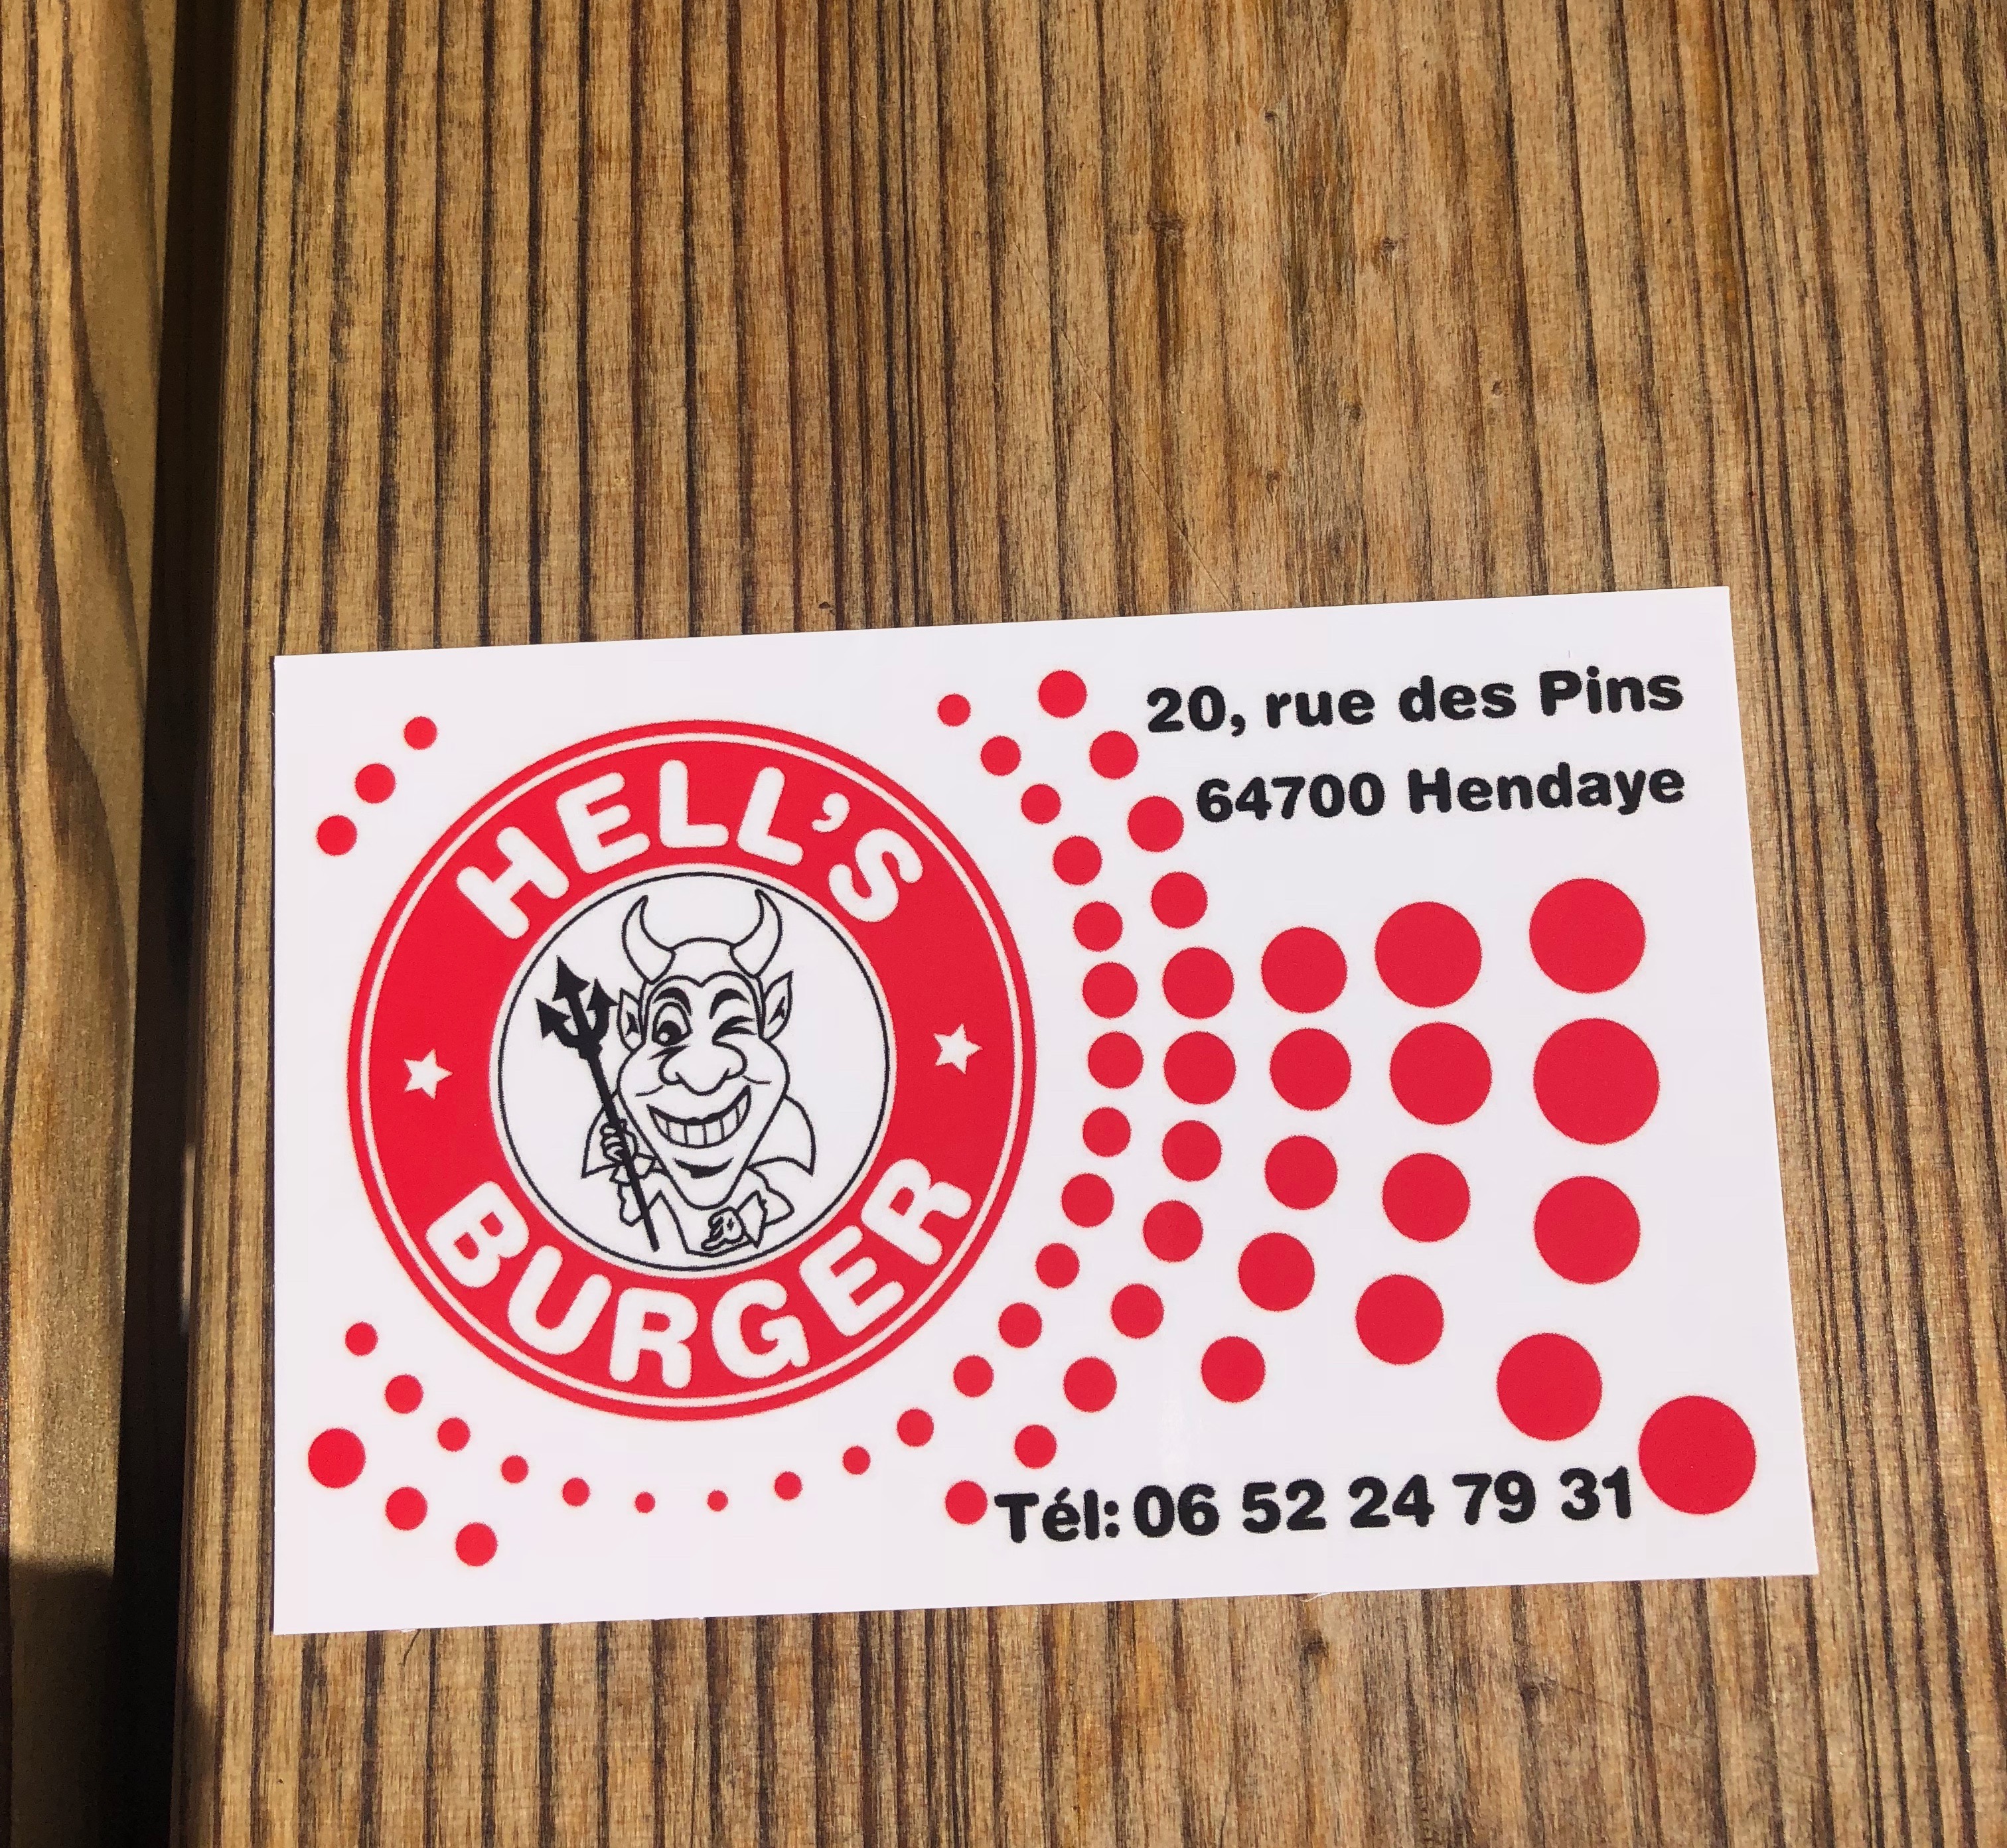 HELL'S
BURGER
20, rue des Pins
64700 Hendaye
Tél: 06 52 24 79 31